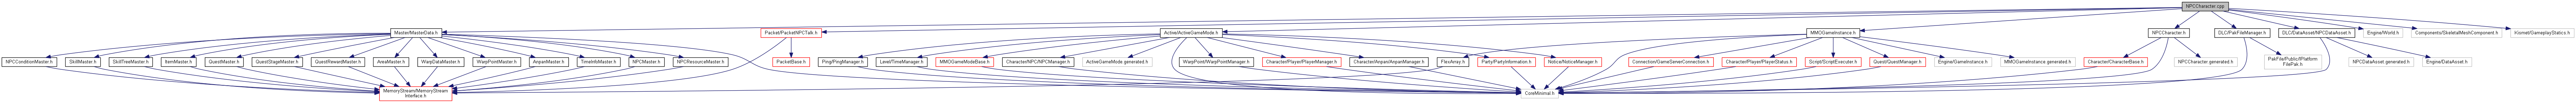 NPCCharacter.cpp
Master/MasterData.h
Packet/PacketNPCTalk.h
Active/ActiveGameMode.h
MMOGameInstance.h
NPCCharacter.h
DLC/PakFileManager.h
DLC/DataAsset/NPCDataAsset.h
Engine/World.h
Components/SkeletalMeshComponent.h
Kismet/GameplayStatics.h
NPCConditionMaster.h
SkillMaster.h
SkillTreeMaster.h
ItemMaster.h
QuestMaster.h
QuestStageMaster.h
QuestRewardMaster.h
AreaMaster.h
WarpDataMaster.h
WarpPointMaster.h
AnpanMaster.h
TimeInfoMaster.h
NPCMaster.h
NPCResourceMaster.h
PacketBase.h
Ping/PingManager.h
Level/TimeManager.h
MMOGameModeBase.h
Character/NPC/NPCManager.h
ActiveGameMode.generated.h
WarpPoint/WarpPointManager.h
Character/Player/PlayerManager.h
Character/Anpan/AnpanManager.h
FlexArray.h
Party/PartyInformation.h
Notice/NoticeManager.h
Connection/GameServerConnection.h
Character/Player/PlayerStatus.h
Script/ScriptExecuter.h
Quest/QuestManager.h
Engine/GameInstance.h
MMOGameInstance.generated.h
Character/CharacterBase.h
NPCCharacter.generated.h
PakFile/Public/IPlatform
FilePak.h
NPCDataAsset.generated.h
Engine/DataAsset.h
MemoryStream/MemoryStream
Interface.h
CoreMinimal.h